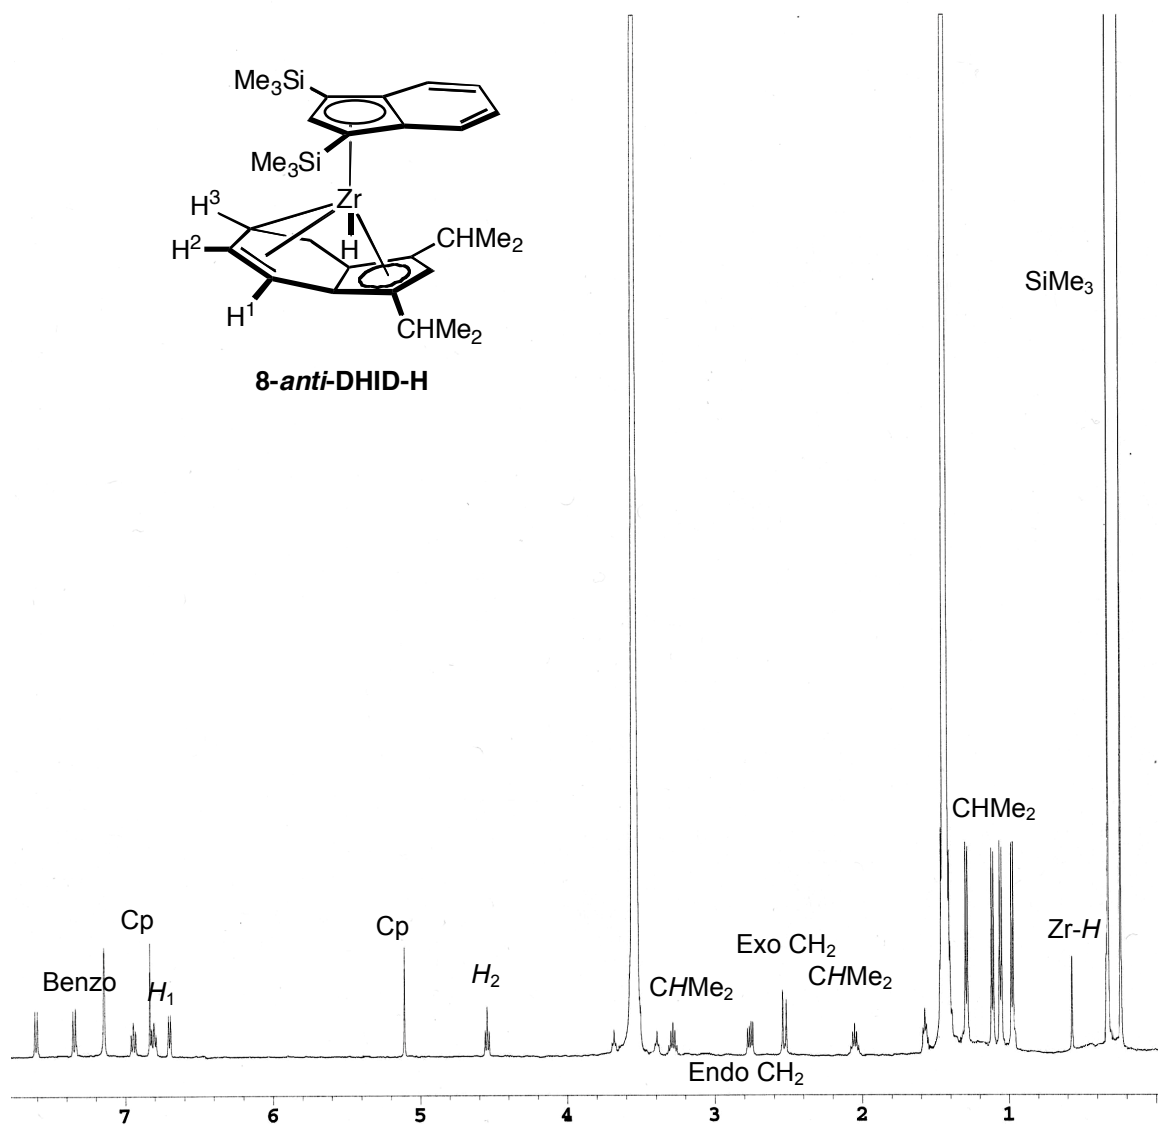 Me₃Si
Me₃Si
Zr
H³
H²
H
CHMe₂
H¹
CHMe₂
8-anti-DHID-H
SiMe₃
CHMe₂
Cp
Cp
Zr-H
Exo CH₂
Benzo
H₁
H₂
CHMe₂
CHMe₂
Endo CH₂
7 6 5 4 3 2 1